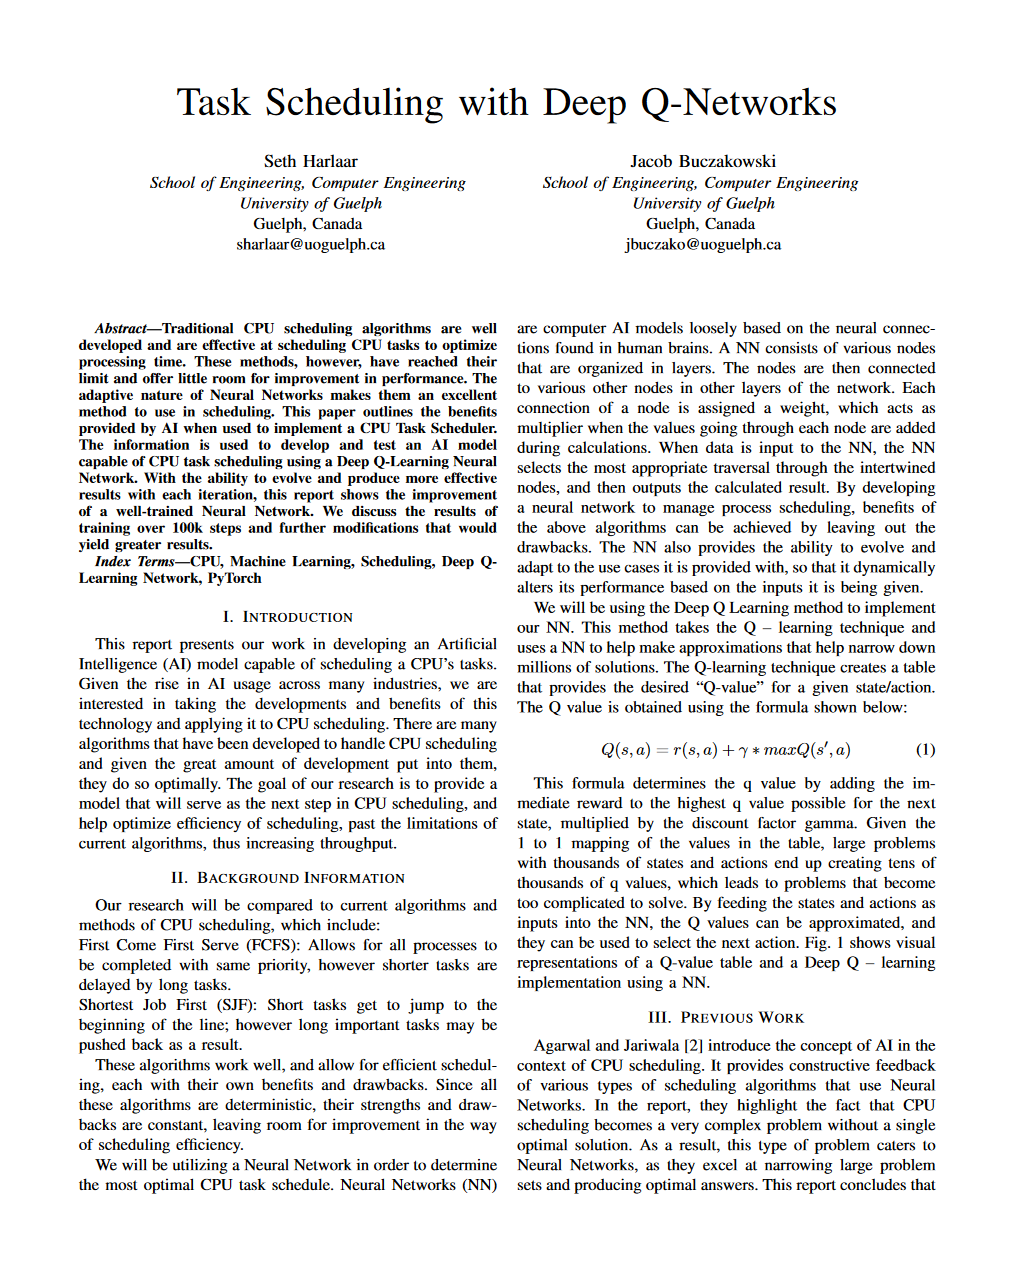 Task Scheduling with Deep Q-Networks
Seth Harlaar
School of Engineering, Computer Engineering
University of Guelph
Guelph, Canada
sharlaar@uoguelph.ca
Jacob Buczakowski
School of Engineering, Computer Engineering
University of Guelph
Guelph, Canada
jbuczako@uoguelph.ca
Abstract—Traditional CPU scheduling algorithms are well
developed and are effective at scheduling CPU tasks to optimize
processing time. These methods, however, have reached their
limit and offer little room for improvement in performance. The
adaptive nature of Neural Networks makes them an excellent
method to use in scheduling. This paper outlines the benefits
provided by AI when used to implement a CPU Task Scheduler.
The information is used to develop and test an AI model
capable of CPU task scheduling using a Deep Q-Learning Neural
Network. With the ability to evolve and produce more effective
results with each iteration, this report shows the improvement
of a well-trained Neural Network. We discuss the results of
training over 100k steps and further modifications that would
yield greater results.
Index Terms—CPU, Machine Learning, Scheduling, Deep Q-
Learning Network, PyTorch
I. INTRODUCTION
This report presents our work in developing an Artificial
Intelligence (AI) model capable of scheduling a CPU's tasks.
Given the rise in AI usage across many industries, we are
interested in taking the developments and benefits of this
technology and applying it to CPU scheduling. There are many
algorithms that have been developed to handle CPU scheduling
and given the great amount of development put into them,
they do so optimally. The goal of our research is to provide a
model that will serve as the next step in CPU scheduling, and
help optimize efficiency of scheduling, past the limitations of
current algorithms, thus increasing throughput.
II. BACKGROUND INFORMATION
Our research will be compared to current algorithms and
methods of CPU scheduling, which include:
First Come First Serve (FCFS): Allows for all processes to
be completed with same priority, however shorter tasks are
delayed by long tasks.
Shortest Job First (SJF): Short tasks get to jump to the
beginning of the line; however long important tasks may be
pushed back as a result.
These algorithms work well, and allow for efficient schedul-
ing, each with their own benefits and drawbacks. Since all
these algorithms are deterministic, their strengths and draw-
backs are constant, leaving room for improvement in the way
of scheduling efficiency.
We will be utilizing a Neural Network in order to determine
the most optimal CPU task schedule. Neural Networks (NN)
are computer AI models loosely based on the neural connec-
tions found in human brains. A NN consists of various nodes
that are organized in layers. The nodes are then connected
to various other nodes in other layers of the network. Each
connection of a node is assigned a weight, which acts as
multiplier when the values going through each node are added
during calculations. When data is input to the NN, the NN
selects the most appropriate traversal through the intertwined
nodes, and then outputs the calculated result. By developing
a neural network to manage process scheduling, benefits of
the above algorithms can be achieved by leaving out the
drawbacks. The NN also provides the ability to evolve and
adapt to the use cases it is provided with, so that it dynamically
alters its performance based on the inputs it is being given.
We will be using the Deep Q Learning method to implement
our NN. This method takes the Q – learning technique and
uses a NN to help make approximations that help narrow down
millions of solutions. The Q-learning technique creates a table
that provides the desired “Q-value” for a given state/action.
The Q value is obtained using the formula shown below:
Q(s, a) = r(s, a) + γ ∗ maxQ(s′, a) (1)
This formula determines the q value by adding the im-
mediate reward to the highest q value possible for the next
state, multiplied by the discount factor gamma. Given the
1 to 1 mapping of the values in the table, large problems
with thousands of states and actions end up creating tens of
thousands of q values, which leads to problems that become
too complicated to solve. By feeding the states and actions as
inputs into the NN, the Q values can be approximated, and
they can be used to select the next action. Fig. 1 shows visual
representations of a Q-value table and a Deep Q – learning
implementation using a NN.
III. PREVIOUS WORK
Agarwal and Jariwala [2] introduce the concept of AI in the
context of CPU scheduling. It provides constructive feedback
of various types of scheduling algorithms that use Neural
Networks. In the report, they highlight the fact that CPU
scheduling becomes a very complex problem without a single
optimal solution. As a result, this type of problem caters to
Neural Networks, as they excel at narrowing large problem
sets and producing optimal answers. This report concludes that